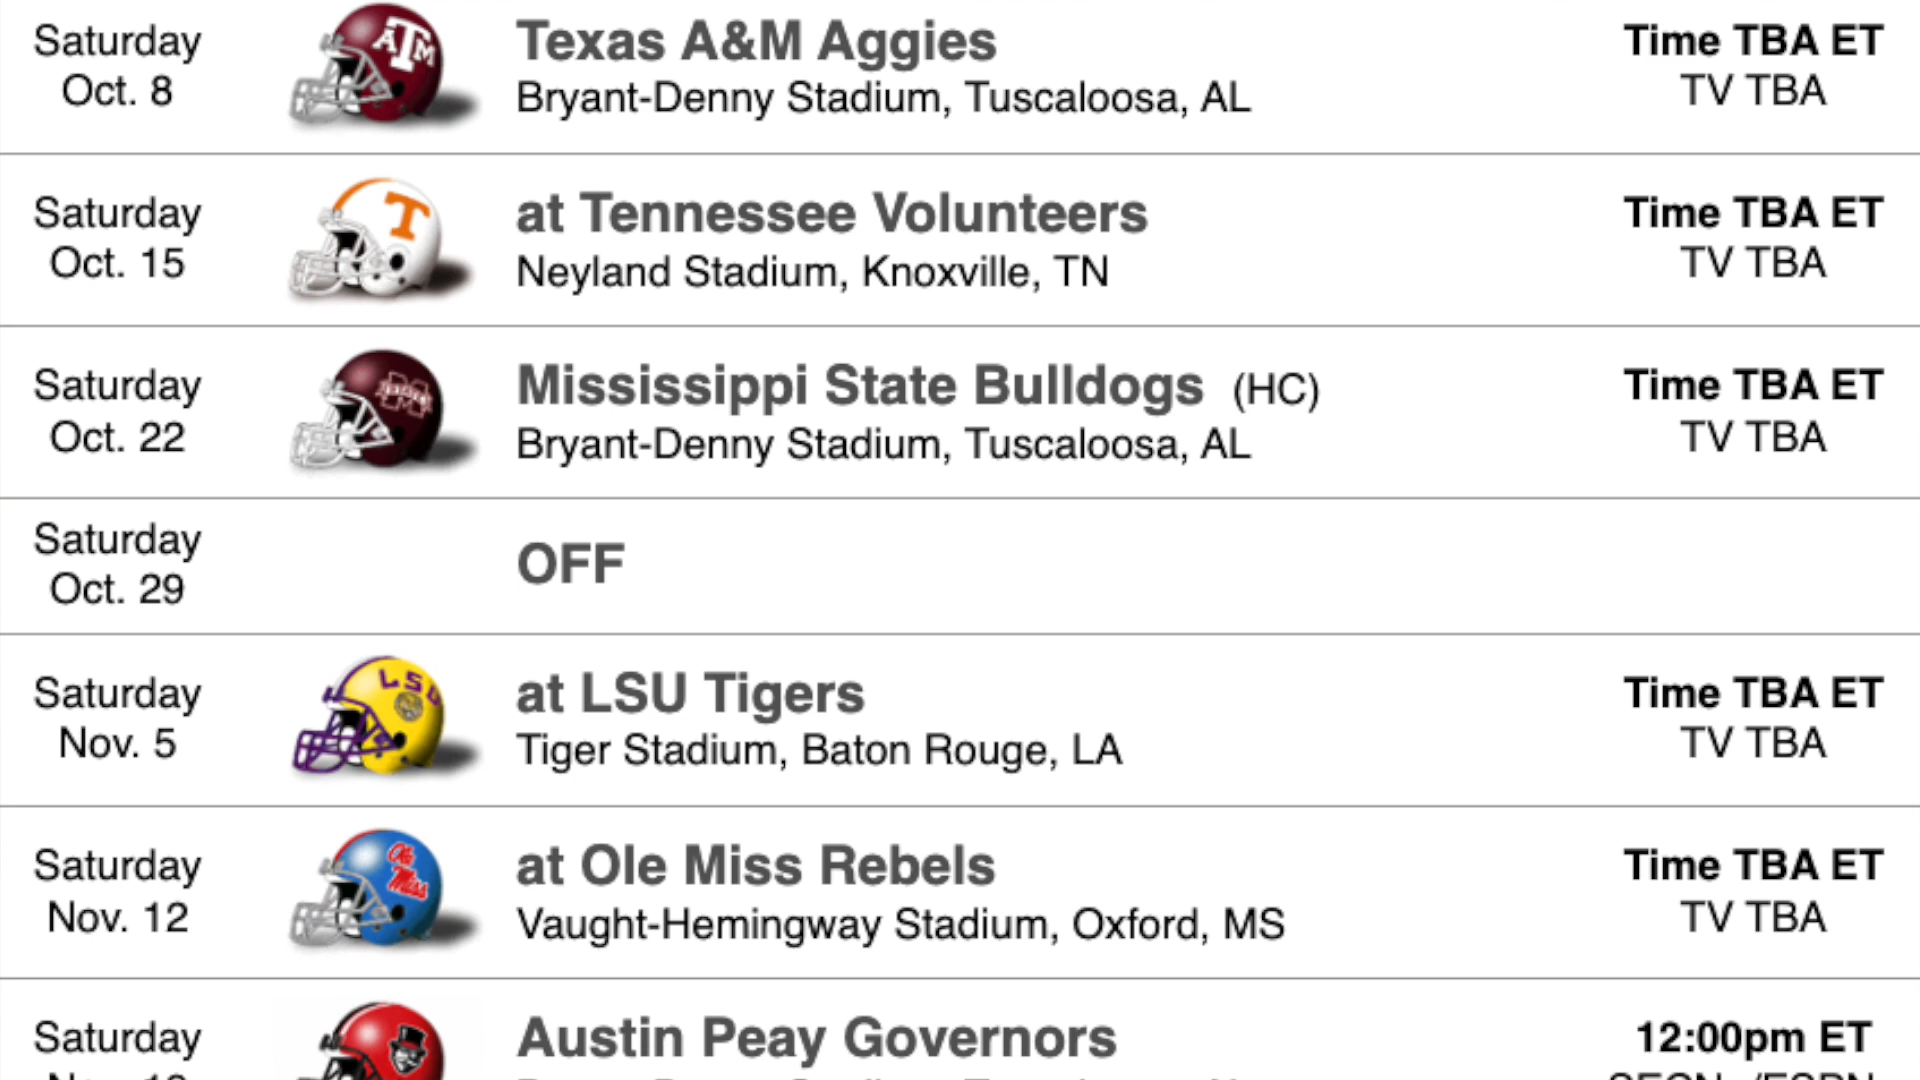 Saturday
Oct. 8
Texas A&M Aggies
Bryant-Denny Stadium, Tuscaloosa, AL
Time TBA ET
TV TBA
Saturday
Oct. 15
at Tennessee Volunteers
Neyland Stadium, Knoxville, TN
Time TBA ET
TV TBA
Saturday
Oct. 22
Mississippi State Bulldogs (HC)
Bryant-Denny Stadium, Tuscaloosa, AL
Time TBA ET
TV TBA
Saturday
Oct. 29
OFF
Saturday
Nov. 5
LSU
at LSU Tigers
Tiger Stadium, Baton Rouge, LA
Time TBA ET
TV TBA
Saturday
Nov. 12
Ole
Miss
at Ole Miss Rebels
Vaught-Hemingway Stadium, Oxford, MS
Time TBA ET
TV TBA
Saturday
Austin Peay Governors
12:00pm ET